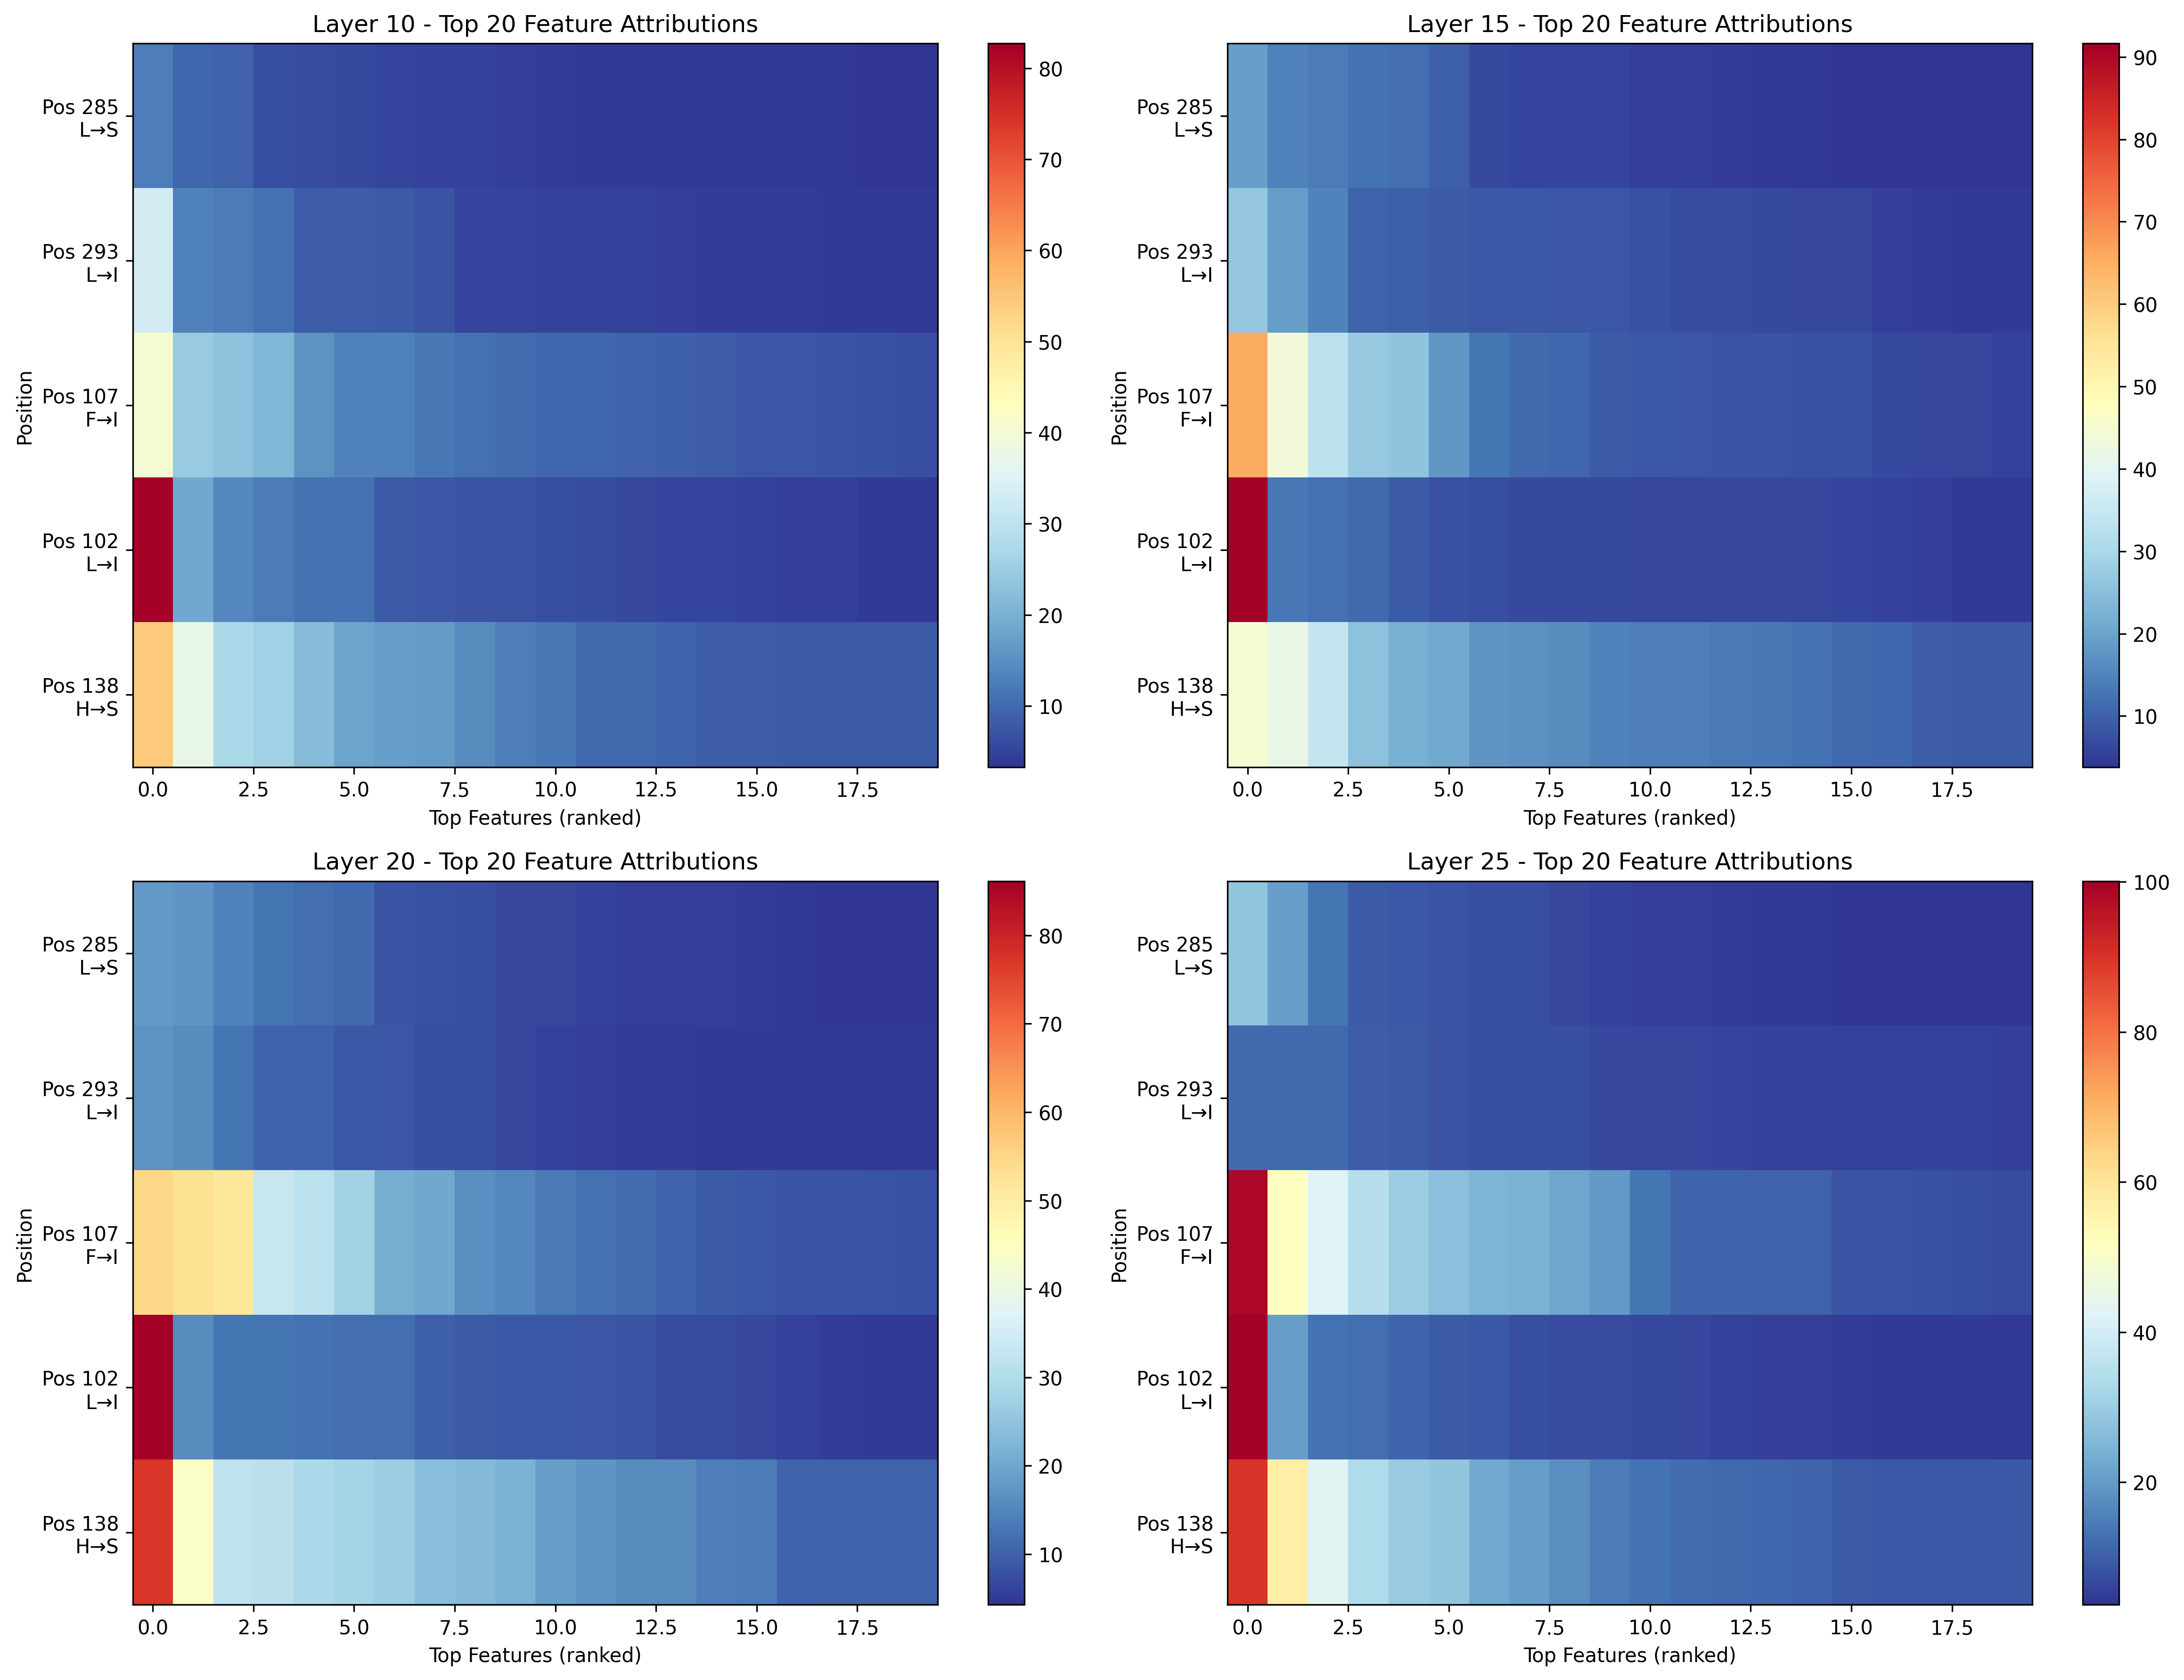 Layer 10 - Top 20 Feature Attributions
Position
Pos 285
L→S
Pos 293
L→I
Pos 107
F→I
Pos 102
L→I
Pos 138
H→S
0.0 2.5 5.0 7.5 10.0 12.5 15.0 17.5
Top Features (ranked)
80
70
60
50
40
30
20
10
Layer 15 - Top 20 Feature Attributions
Position
Pos 285
L→S
Pos 293
L→I
Pos 107
F→I
Pos 102
L→I
Pos 138
H→S
0.0 2.5 5.0 7.5 10.0 12.5 15.0 17.5
Top Features (ranked)
90
80
70
60
50
40
30
20
10
Layer 20 - Top 20 Feature Attributions
Position
Pos 285
L→S
Pos 293
L→I
Pos 107
F→I
Pos 102
L→I
Pos 138
H→S
0.0 2.5 5.0 7.5 10.0 12.5 15.0 17.5
Top Features (ranked)
80
70
60
50
40
30
20
10
Layer 25 - Top 20 Feature Attributions
Position
Pos 285
L→S
Pos 293
L→I
Pos 107
F→I
Pos 102
L→I
Pos 138
H→S
0.0 2.5 5.0 7.5 10.0 12.5 15.0 17.5
Top Features (ranked)
100
80
60
40
20